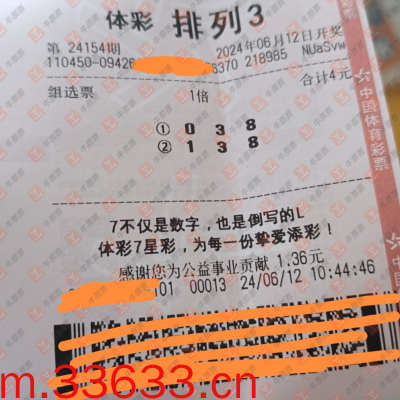 体彩 排列3
第 24154期 2024年06月12日开奖
110450-09426 6370 218985 NUaSvw
组选票 1倍 合计4元
① 0 3 8
② 1 3 8
7不仅是数字，也是倒写的L
体彩7星彩，为每一份挚爱添彩！
感谢您为公益事业贡献 1.36元
101 00013 24/06/12 10:44:46
中国体育彩票
m.33633.cn